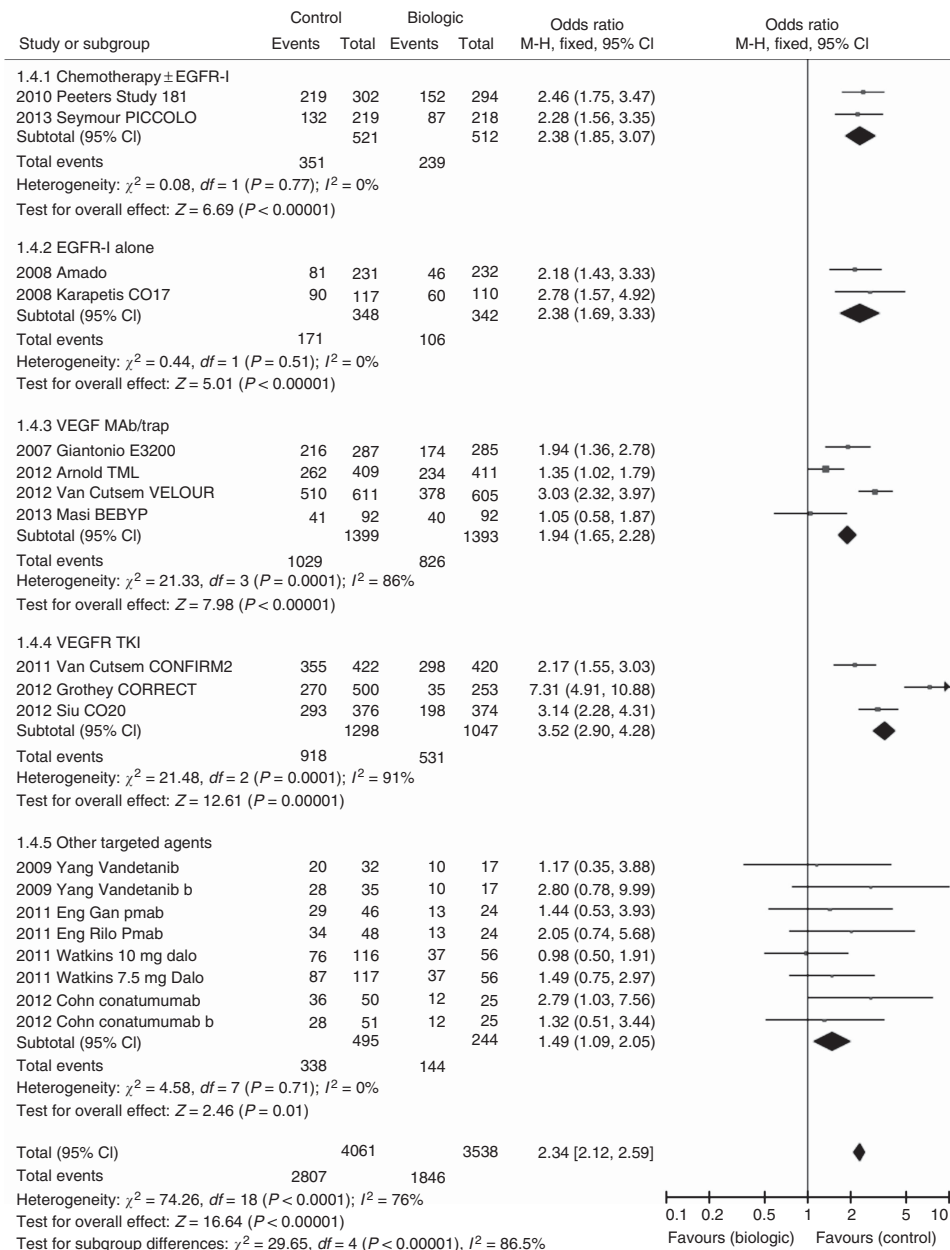 Control Biologic Odds ratio Odds ratio
Study or subgroup Events Total Events Total M-H, fixed, 95% CI M-H, fixed, 95% CI
1.4.1 Chemotherapy±EGFR-I
2010 Peeters Study 181 219 302 152 294 2.46 (1.75, 3.47)
2013 Seymour PICCOLO 132 219 87 218 2.28 (1.56, 3.35)
Subtotal (95% CI) 521 512 2.38 (1.85, 3.07)
Total events 351 239
Heterogeneity: χ² = 0.08, df = 1 (P = 0.77); I² = 0%
Test for overall effect: Z = 6.69 (P < 0.00001)
1.4.2 EGFR-I alone
2008 Amado 81 231 46 232 2.18 (1.43, 3.33)
2008 Karapetis CO17 90 117 60 110 2.78 (1.57, 4.92)
Subtotal (95% CI) 348 342 2.38 (1.69, 3.33)
Total events 171 106
Heterogeneity: χ² = 0.44, df = 1 (P = 0.51); I² = 0%
Test for overall effect: Z = 5.01 (P < 0.00001)
1.4.3 VEGF MAb/trap
2007 Giantonio E3200 216 287 174 285 1.94 (1.36, 2.78)
2012 Arnold TML 262 409 234 411 1.35 (1.02, 1.79)
2012 Van Cutsem VELOUR 510 611 378 605 3.03 (2.32, 3.97)
2013 Masi BEBYP 41 92 40 92 1.05 (0.58, 1.87)
Subtotal (95% CI) 1399 1393 1.94 (1.65, 2.28)
Total events 1029 826
Heterogeneity: χ² = 21.33, df = 3 (P = 0.0001); I² = 86%
Test for overall effect: Z = 7.98 (P < 0.00001)
1.4.4 VEGFR TKI
2011 Van Cutsem CONFIRM2 355 422 298 420 2.17 (1.55, 3.03)
2012 Grothey CORRECT 270 500 35 253 7.31 (4.91, 10.88)
2012 Siu CO20 293 376 198 374 3.14 (2.28, 4.31)
Subtotal (95% CI) 1298 1047 3.52 (2.90, 4.28)
Total events 918 531
Heterogeneity: χ² = 21.48, df = 2 (P = 0.0001); I² = 91%
Test for overall effect: Z = 12.61 (P = 0.00001)
1.4.5 Other targeted agents
2009 Yang Vandetanib 20 32 10 17 1.17 (0.35, 3.88)
2009 Yang Vandetanib b 28 35 10 17 2.80 (0.78, 9.99)
2011 Eng Gan pmab 29 46 13 24 1.44 (0.53, 3.93)
2011 Eng Rilo Pmab 34 48 13 24 2.05 (0.74, 5.68)
2011 Watkins 10 mg dalo 76 116 37 56 0.98 (0.50, 1.91)
2011 Watkins 7.5 mg Dalo 87 117 37 56 1.49 (0.75, 2.97)
2012 Cohn conatumumab 36 50 12 25 2.79 (1.03, 7.56)
2012 Cohn conatumumab b 28 51 12 25 1.32 (0.51, 3.44)
Subtotal (95% CI) 495 244 1.49 (1.09, 2.05)
Total events 338 144
Heterogeneity: χ² = 4.58, df = 7 (P = 0.71); I² = 0%
Test for overall effect: Z = 2.46 (P = 0.01)
Total (95% CI) 4061 3538 2.34 [2.12, 2.59]
Total events 2807 1846
Heterogeneity: χ² = 74.26, df = 18 (P < 0.0001); I² = 76%
Test for overall effect: Z = 16.64 (P < 0.00001)
Test for subgroup differences: χ² = 29.65, df = 4 (P < 0.00001), I² = 86.5%
0.1 0.2 0.5 1 2 5 10
Favours (biologic) Favours (control)